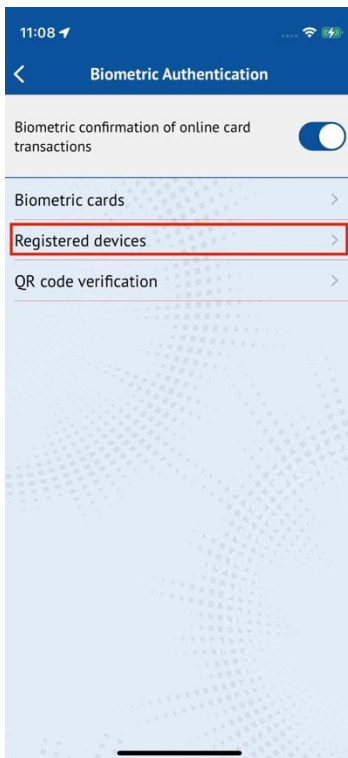 11:08
Biometric Authentication
Biometric confirmation of online card
transactions
Biometric cards
Registered devices
QR code verification